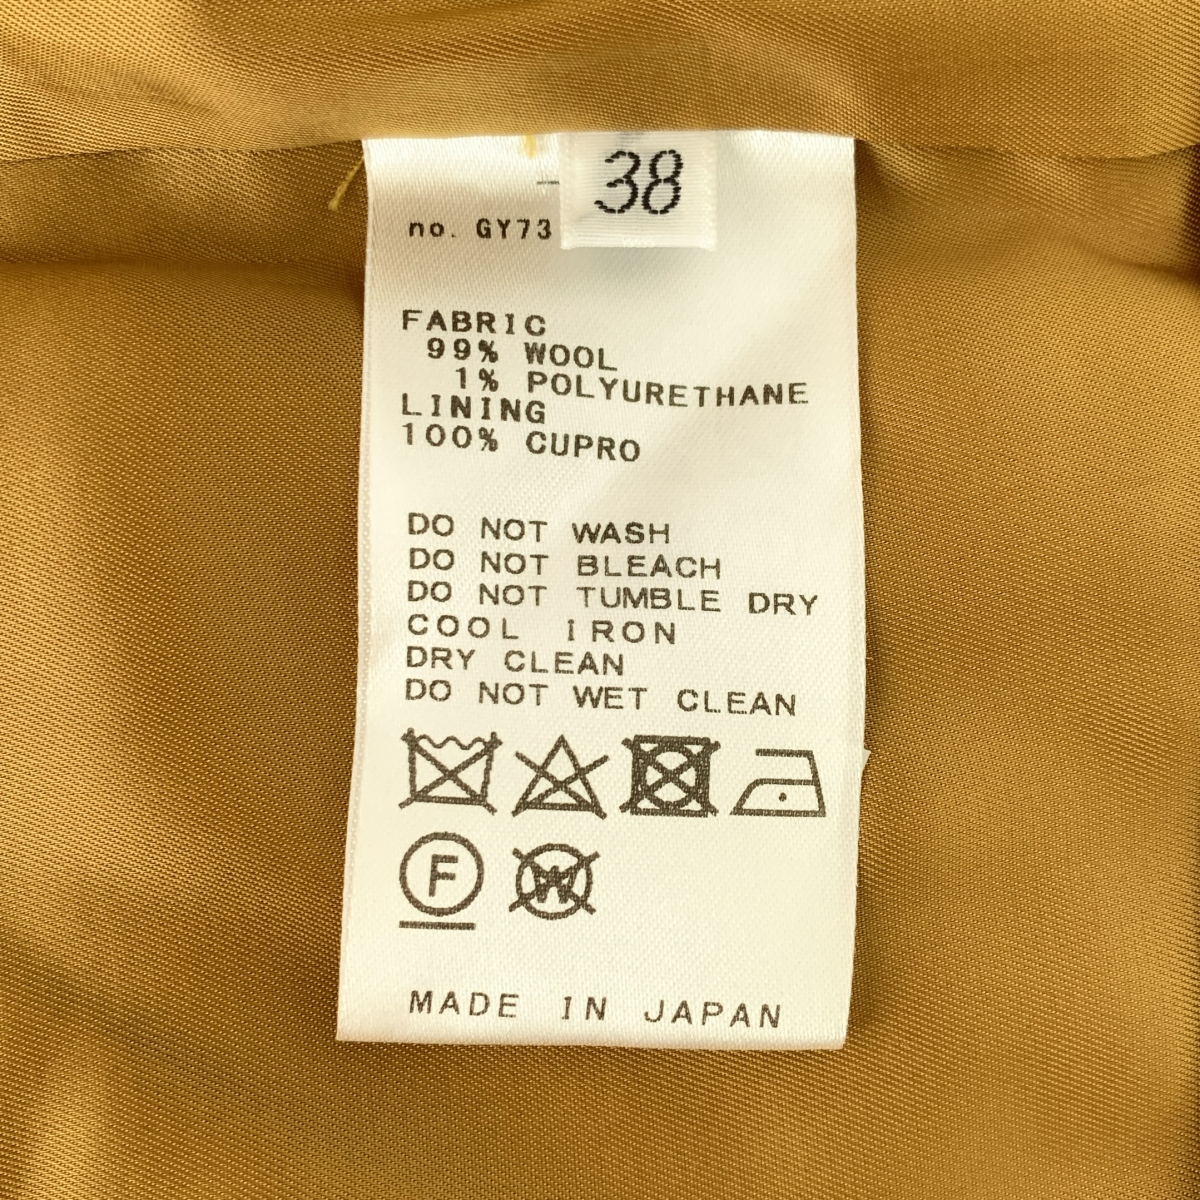 38
no. GY73
FABRIC
99% WOOL
1% POLYURETHANE
LINING
100% CUPRO
DO NOT WASH
DO NOT BLEACH
DO NOT TUMBLE DRY
COOL IRON
DRY CLEAN
DO NOT WET CLEAN
F W
MADE IN JAPAN